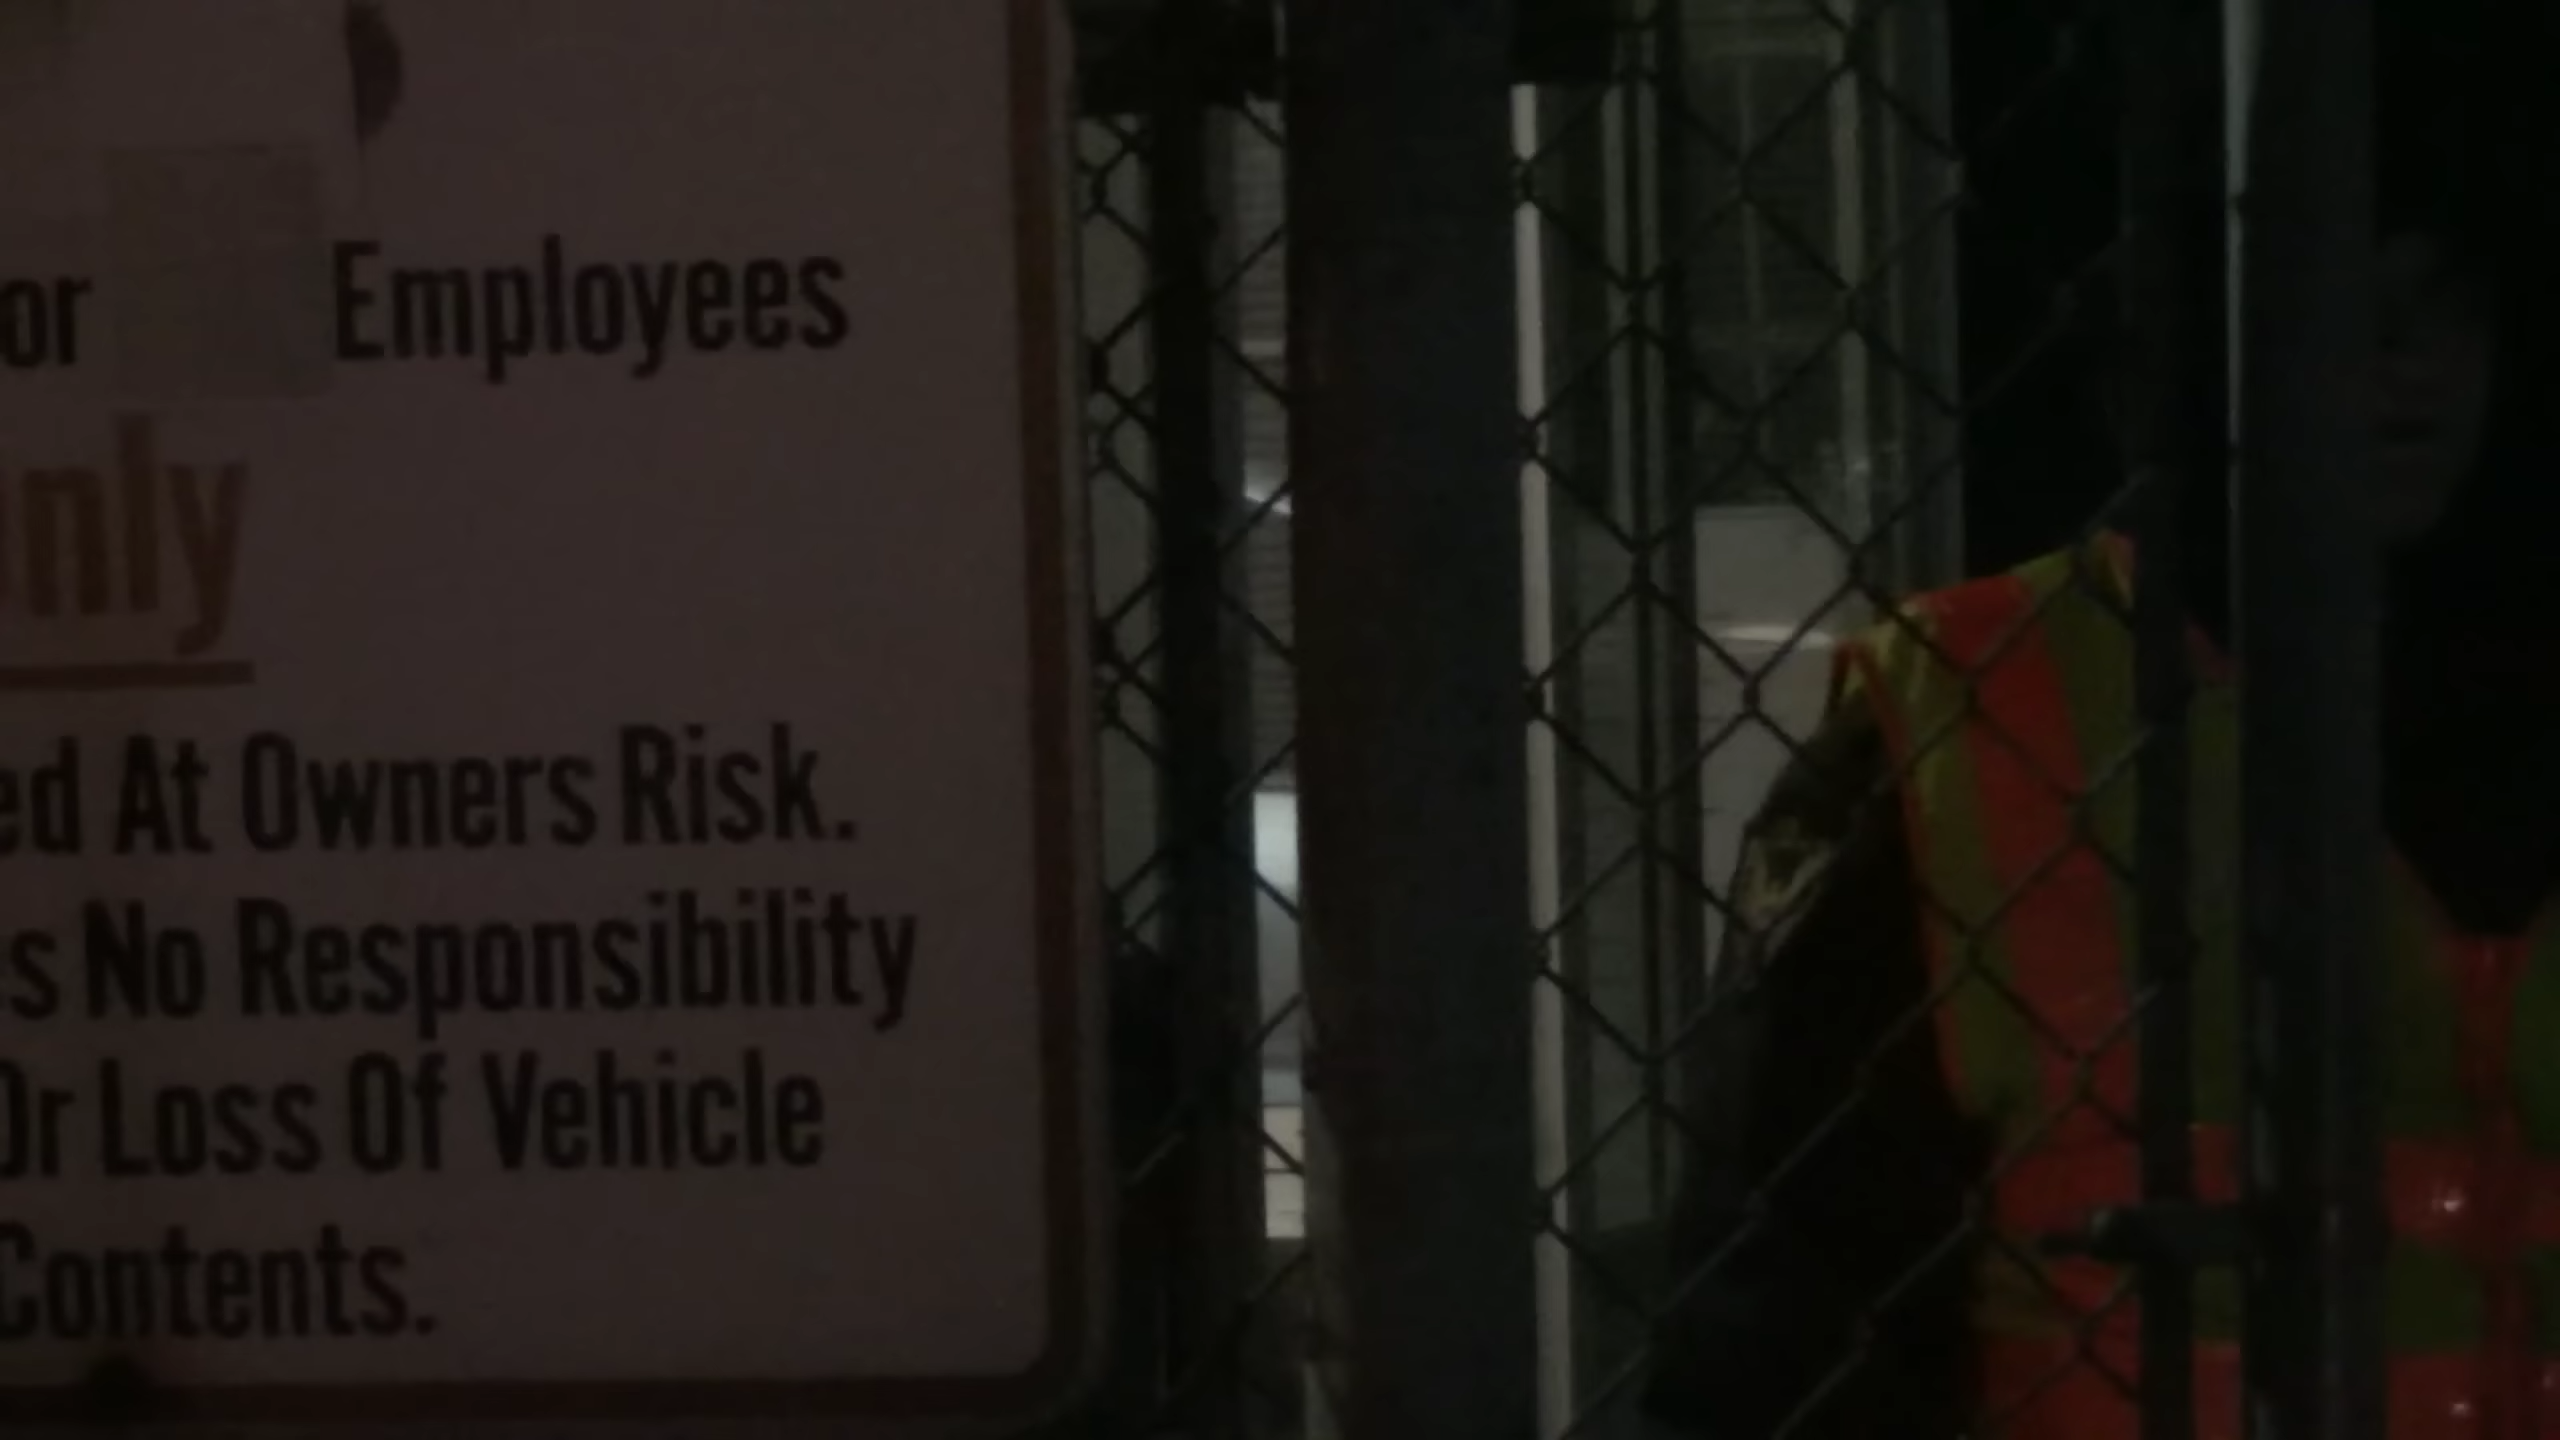 or Employees
nly
ed At Owners Risk.
s No Responsibility
Or Loss Of Vehicle
Contents.